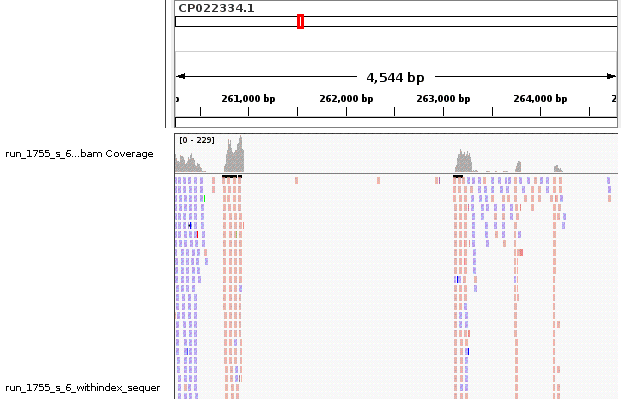 CP022334.1
4,544 bp
261,000 bp 262,000 bp 263,000 bp 264,000 bp 2
[0 - 229]
run_1755_s_6...bam Coverage
run_1755_s_6_withindex_sequer